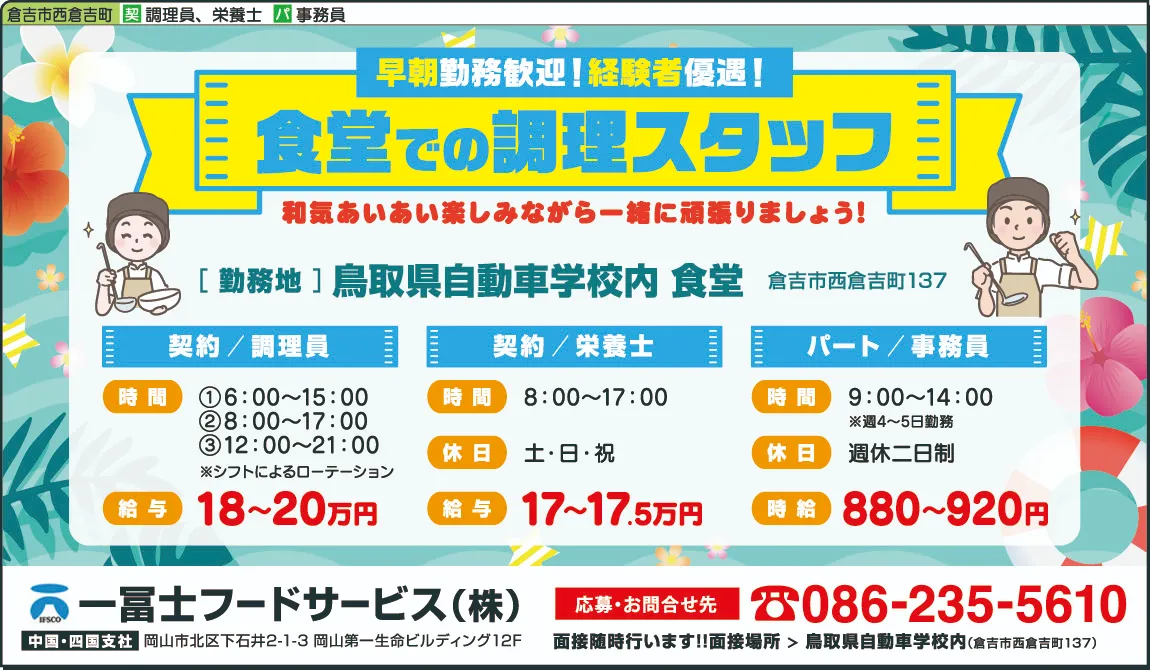 倉吉市西倉吉町 契 調理員、栄養士 パ 事務員
早朝勤務歓迎!経験者優遇!
食堂での調理スタッフ
和気あいあい楽しみながら一緒に頑張りましょう!
[ 勤務地 ] 鳥取県自動車学校内 食堂 倉吉市西倉吉町137
契約/調理員
時間 ①6:00～15:00
②8:00～17:00
③12:00～21:00
※シフトによるローテーション
給与 18～20万円
契約/栄養士
時間 8:00～17:00
休日 土・日・祝
給与 17～17.5万円
パート/事務員
時間 9:00～14:00
※週4～5日勤務
休日 週休二日制
時給 880～920円
IFSCO 一冨士フードサービス(株)
中国・四国支社 岡山市北区下石井2-1-3 岡山第一生命ビルディング12F
応募・お問合せ先 ☎086-235-5610
面接随時行います!!面接場所 > 鳥取県自動車学校内(倉吉市西倉吉町137)